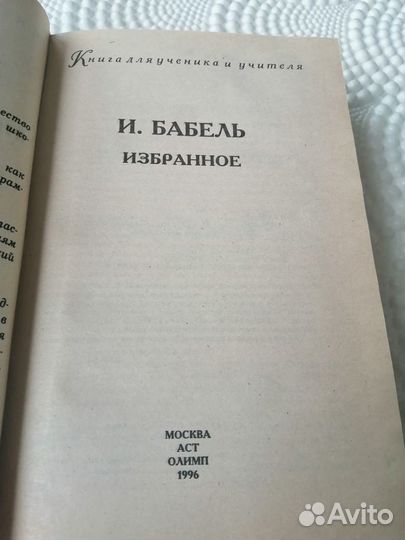 Книга для ученика и учителя
И. БАБЕЛЬ
ИЗБРАННОЕ
МОСКВА
АСТ
ОЛИМП
1996
Avito